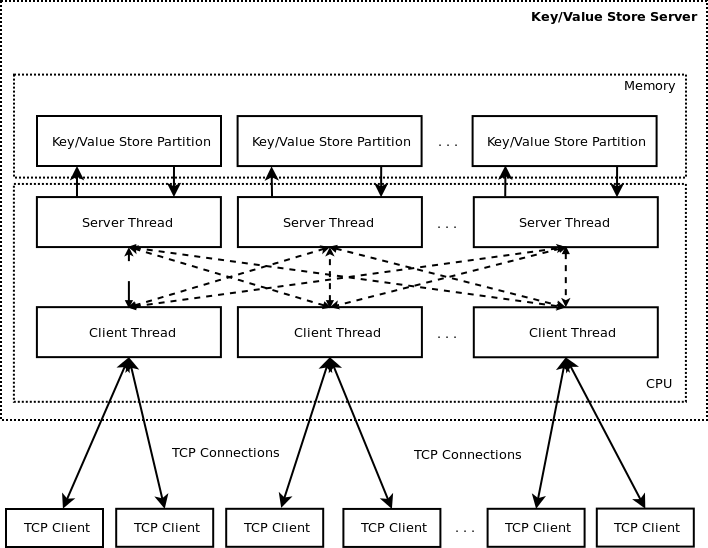 Key/Value Store Server
Memory
Key/Value Store Partition Key/Value Store Partition . . . Key/Value Store Partition
Server Thread Server Thread . . . Server Thread
Client Thread Client Thread . . . Client Thread
CPU
TCP Connections TCP Connections
TCP Client TCP Client TCP Client TCP Client . . . TCP Client TCP Client